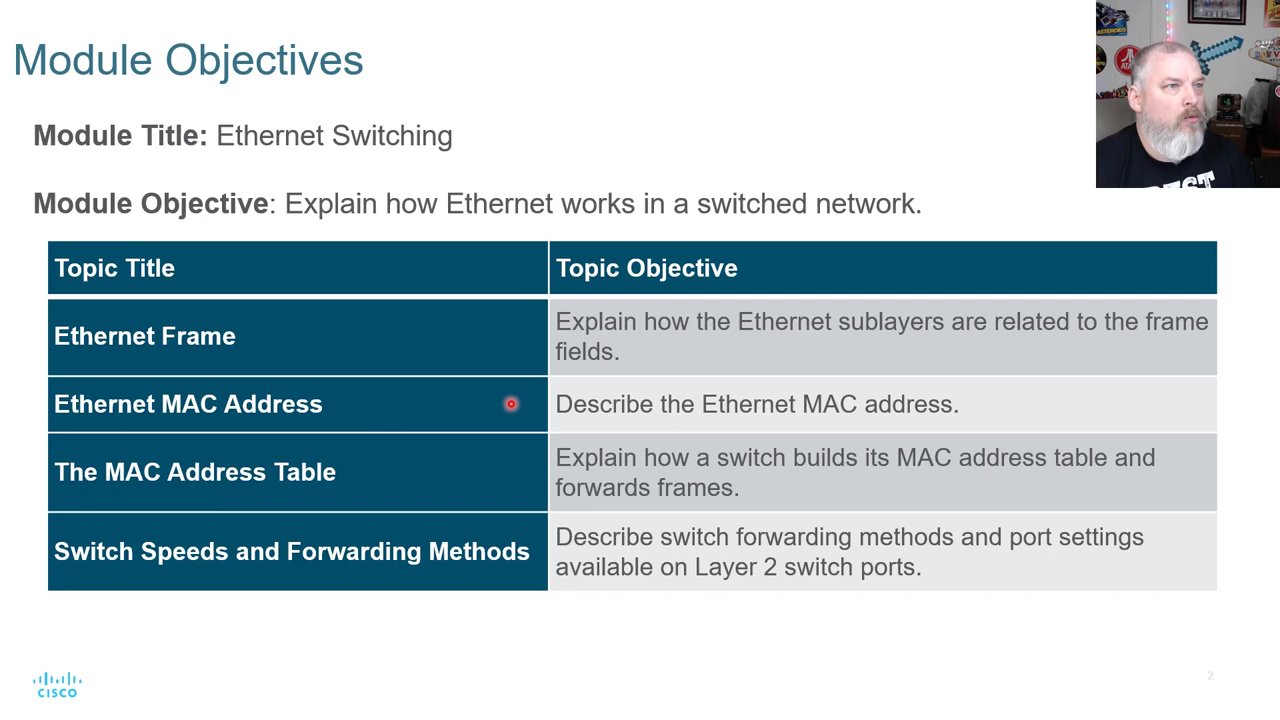 Module Objectives
Module Title: Ethernet Switching
Module Objective: Explain how Ethernet works in a switched network.
Topic Title
Topic Objective
Ethernet Frame
Explain how the Ethernet sublayers are related to the frame
fields.
Ethernet MAC Address
Describe the Ethernet MAC address.
The MAC Address Table
Explain how a switch builds its MAC address table and
forwards frames.
Switch Speeds and Forwarding Methods
Describe switch forwarding methods and port settings
available on Layer 2 switch ports.
CISCO
2
ASTEROIDS